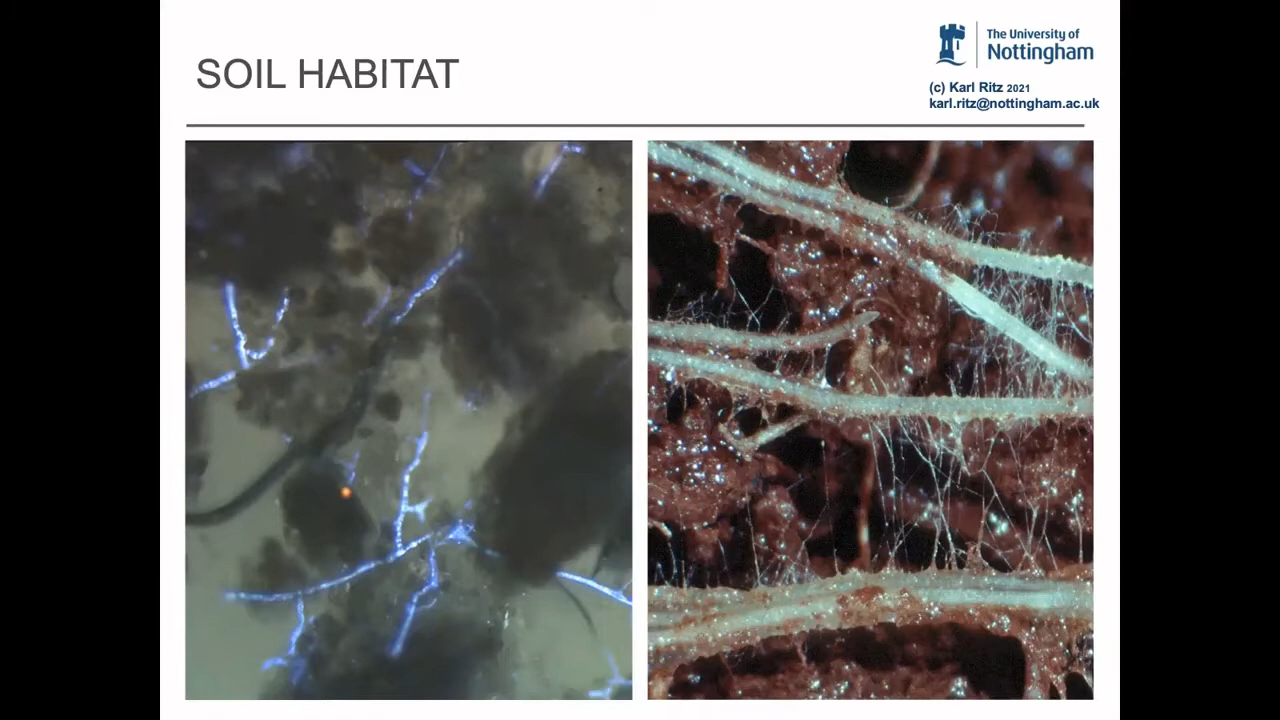 SOIL HABITAT
The University of
Nottingham
(c) Karl Ritz 2021
karl.ritz@nottingham.ac.uk